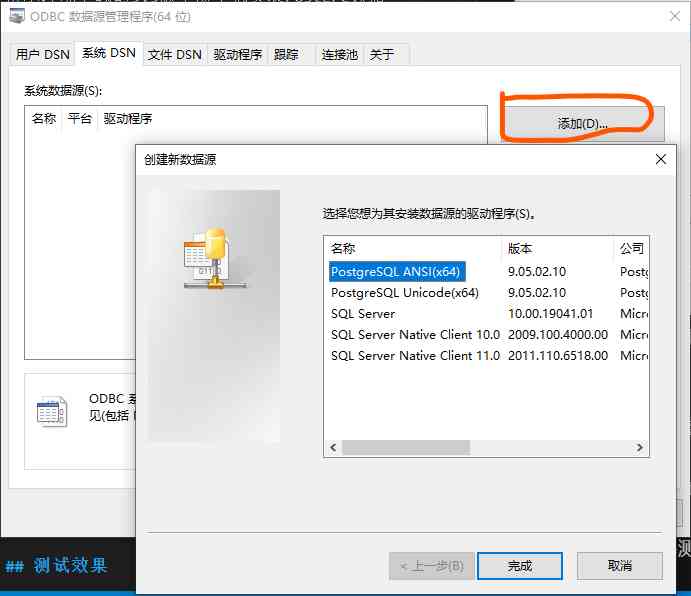 ODBC 数据源管理程序(64 位)
用户 DSN 系统 DSN 文件 DSN 驱动程序 跟踪 连接池 关于
系统数据源(S):
名称 平台 驱动程序
添加(D)...
创建新数据源
选择您想为其安装数据源的驱动程序(S)。
名称 版本 公司
PostgreSQL ANSI(x64) 9.05.02.10 Postg
PostgreSQL Unicode(x64) 9.05.02.10 Postg
SQL Server 10.00.19041.01 Micro
SQL Server Native Client 10.0 2009.100.4000.00 Micro
SQL Server Native Client 11.0 2011.110.6518.00 Micro
ODBC 系
见(包括
< 上一步(B) 完成 取消
## 测试效果
测